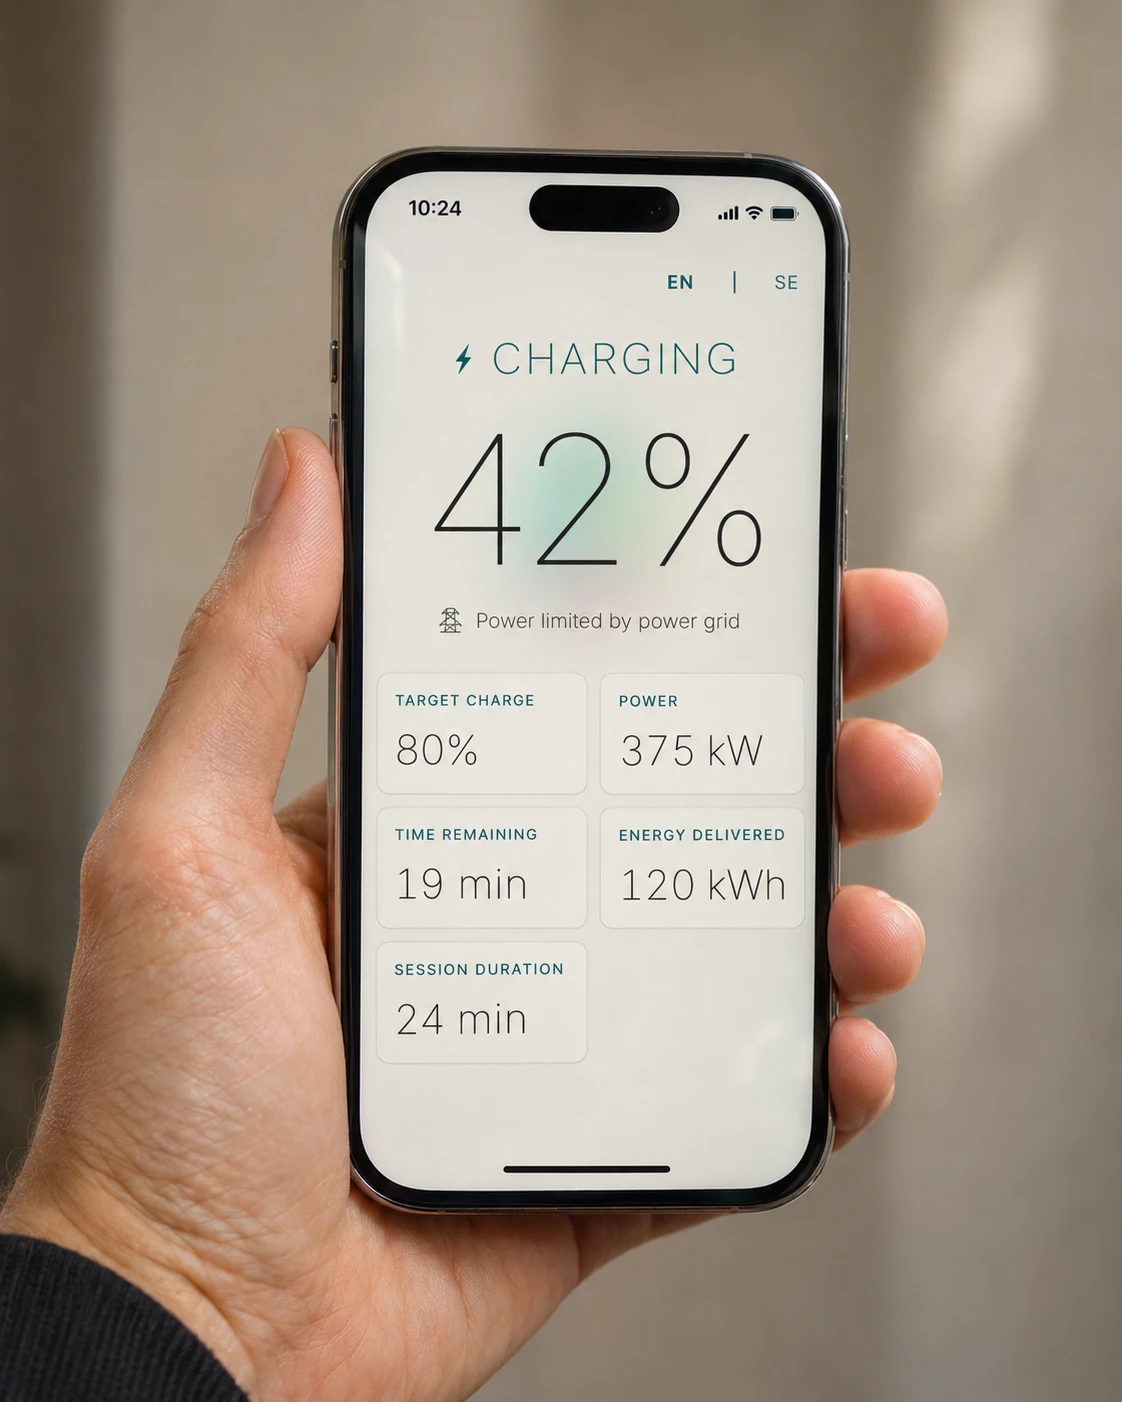 10:24
EN | SE
CHARGING
42%
Power limited by power grid
TARGET CHARGE
80%
POWER
375 kW
TIME REMAINING
19 min
ENERGY DELIVERED
120 kWh
SESSION DURATION
24 min